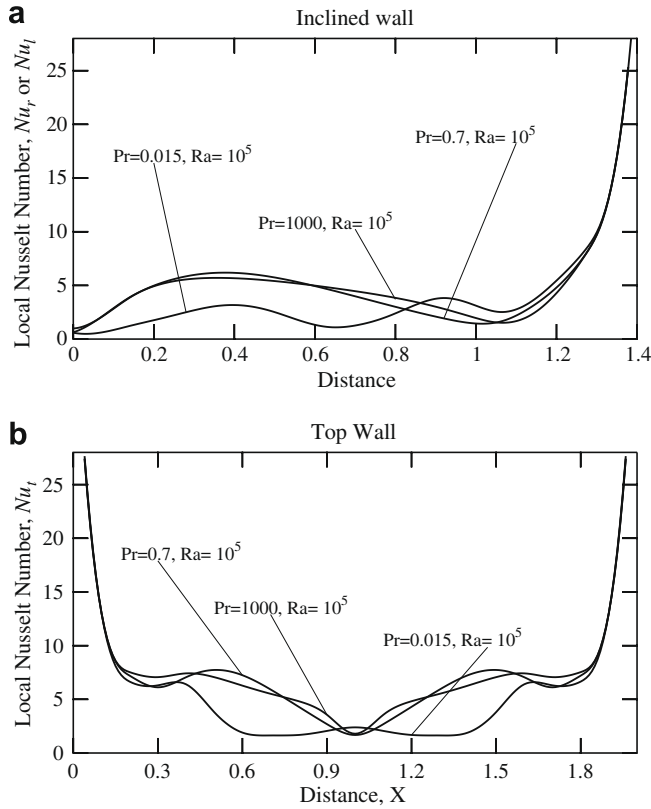 a
Inclined wall
Local Nusselt Number, Nu_r or Nu_l
25
20
15
10
5
0
Pr=0.7, Ra= 10^5
Pr=0.015, Ra= 10^5
Pr=1000, Ra= 10^5
0
0.2
0.4
0.6
0.8
1
1.2
1.4
Distance
b
Top Wall
Local Nusselt Number, Nu_t
25
20
15
10
5
0
Pr=0.7, Ra= 10^5
Pr=1000, Ra= 10^5
Pr=0.015, Ra= 10^5
0
0.3
0.6
0.9
1.2
1.5
1.8
Distance, X